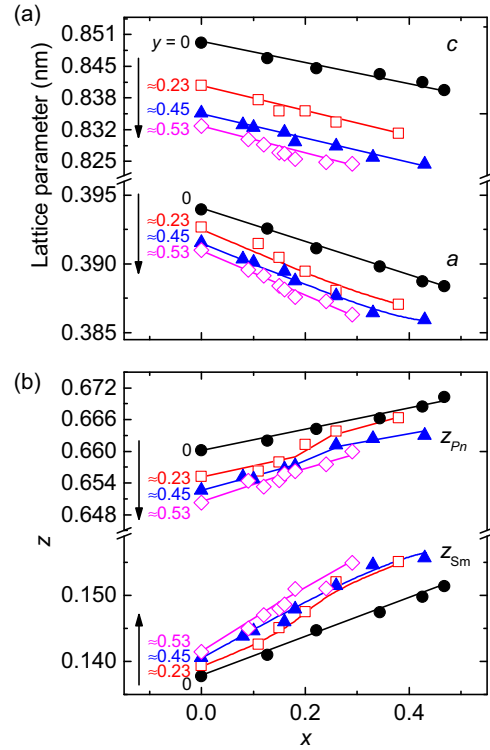 (a)
0.851
0.845
0.838
0.832
0.825
0.395
0.390
0.385
Lattice parameter (nm)
y = 0
≈0.23
≈0.45
≈0.53
c
0
≈0.23
≈0.45
≈0.53
a
(b)
0.672
0.666
0.660
0.654
0.648
0.150
0.140
z
0
≈0.23
≈0.45
≈0.53
zPn
≈0.53
≈0.45
≈0.23
0
zSm
0.0 0.2 0.4
x